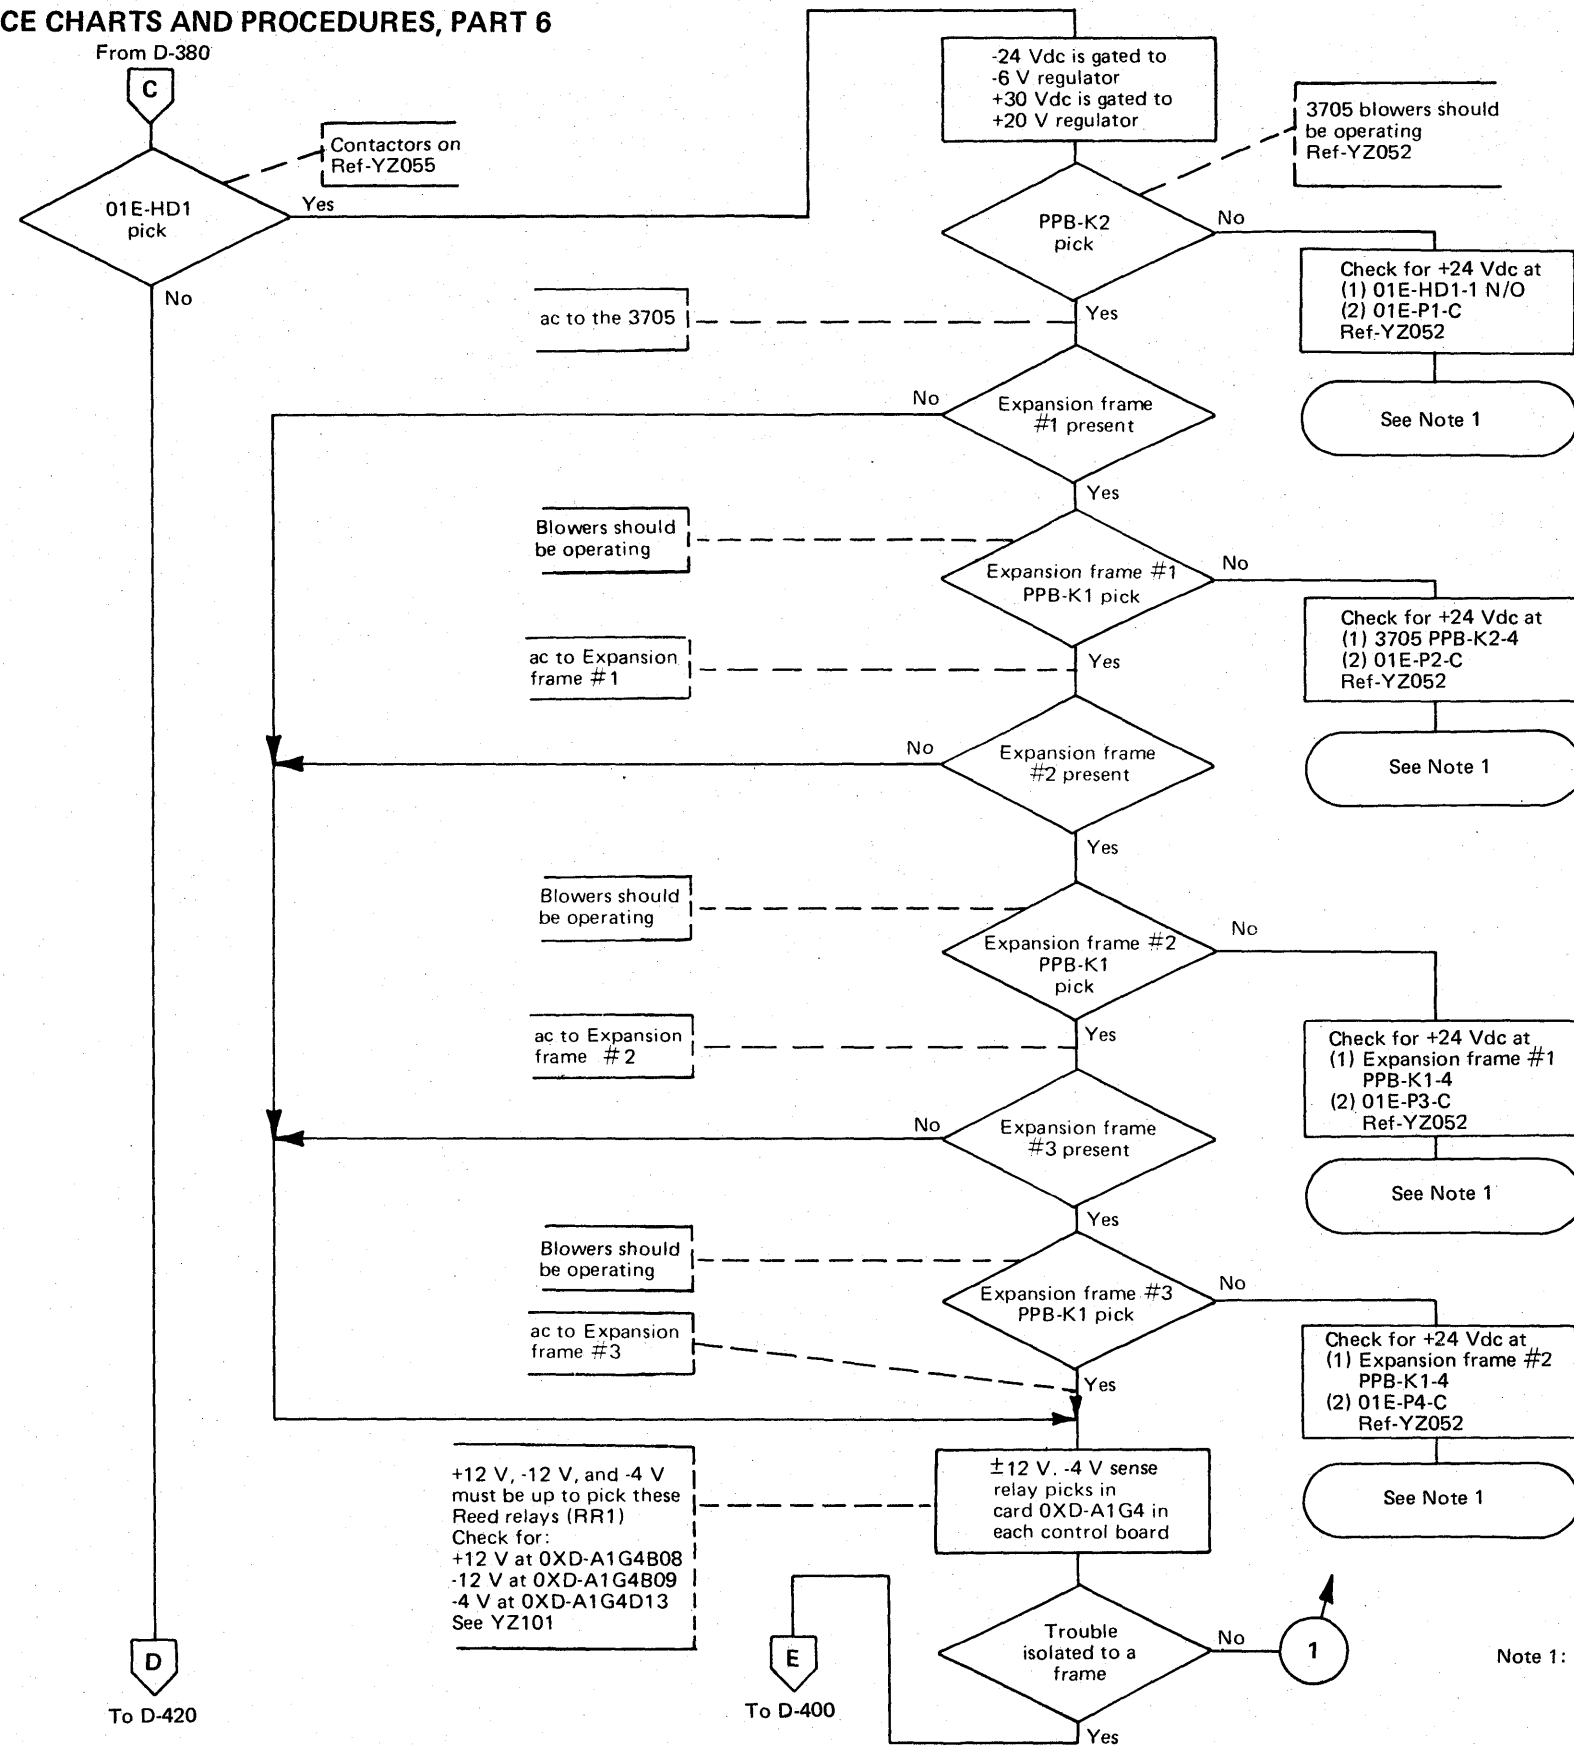 CE CHARTS AND PROCEDURES, PART 6
From D-380
C
Contactors on
Ref-YZ055
01E-HD1
pick
Yes
No
-24 Vdc is gated to
-6 V regulator
+30 Vdc is gated to
+20 V regulator
3705 blowers should
be operating
Ref-YZ052
PPB-K2
pick
No
Check for +24 Vdc at
(1) 01E-HD1-1 N/O
(2) 01E-P1-C
Ref-YZ052
See Note 1
Yes
ac to the 3705
Expansion frame
#1 present
No
Yes
Blowers should
be operating
Expansion frame #1
PPB-K1 pick
No
Check for +24 Vdc at
(1) 3705 PPB-K2-4
(2) 01E-P2-C
Ref-YZ052
See Note 1
Yes
ac to Expansion
frame #1
Expansion frame
#2 present
No
Yes
Blowers should
be operating
Expansion frame #2
PPB-K1
pick
No
Check for +24 Vdc at
(1) Expansion frame #1
PPB-K1-4
(2) 01E-P3-C
Ref-YZ052
See Note 1
Yes
ac to Expansion
frame #2
Expansion frame
#3 present
No
Yes
Blowers should
be operating
Expansion frame #3
PPB-K1 pick
No
Check for +24 Vdc at
(1) Expansion frame #2
PPB-K1-4
(2) 01E-P4-C
Ref-YZ052
See Note 1
ac to Expansion
frame #3
Yes
±12 V. -4 V sense
relay picks in
card 0XD-A1G4 in
each control board
+12 V, -12 V, and -4 V
must be up to pick these
Reed relays (RR1)
Check for:
+12 V at 0XD-A1G4B08
-12 V at 0XD-A1G4B09
-4 V at 0XD-A1G4D13
See YZ101
Trouble
isolated to a
frame
No
1
Note 1:
Yes
E
To D-400
D
To D-420